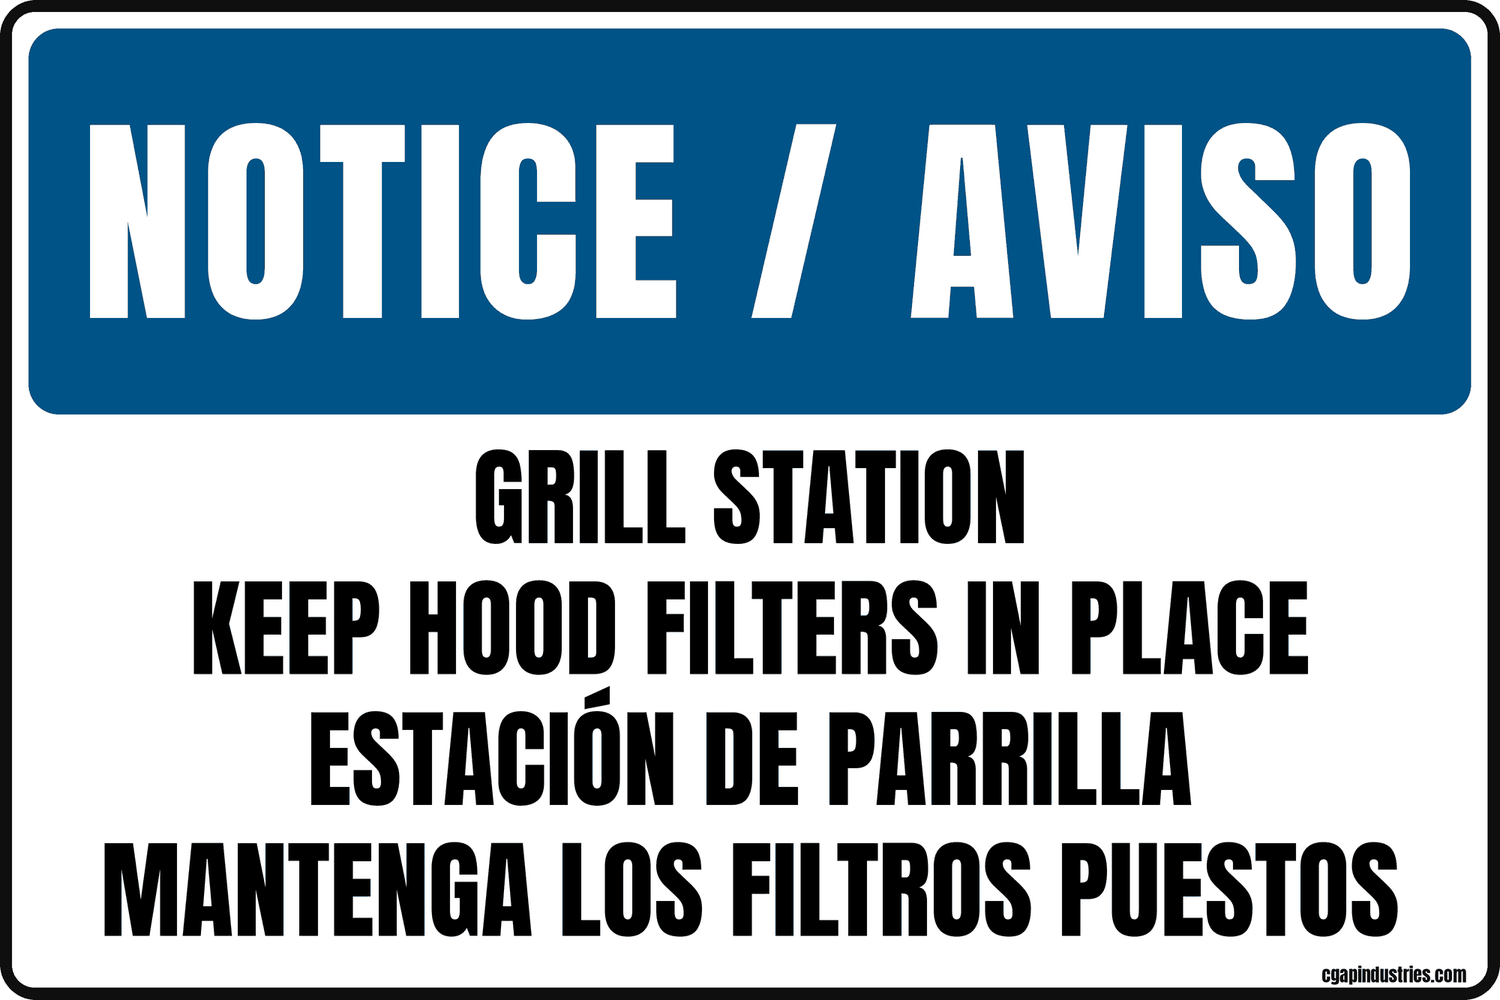 NOTICE / AVISO
GRILL STATION
KEEP HOOD FILTERS IN PLACE
ESTACIÓN DE PARRILLA
MANTENGA LOS FILTROS PUESTOS
cgapindustries.com